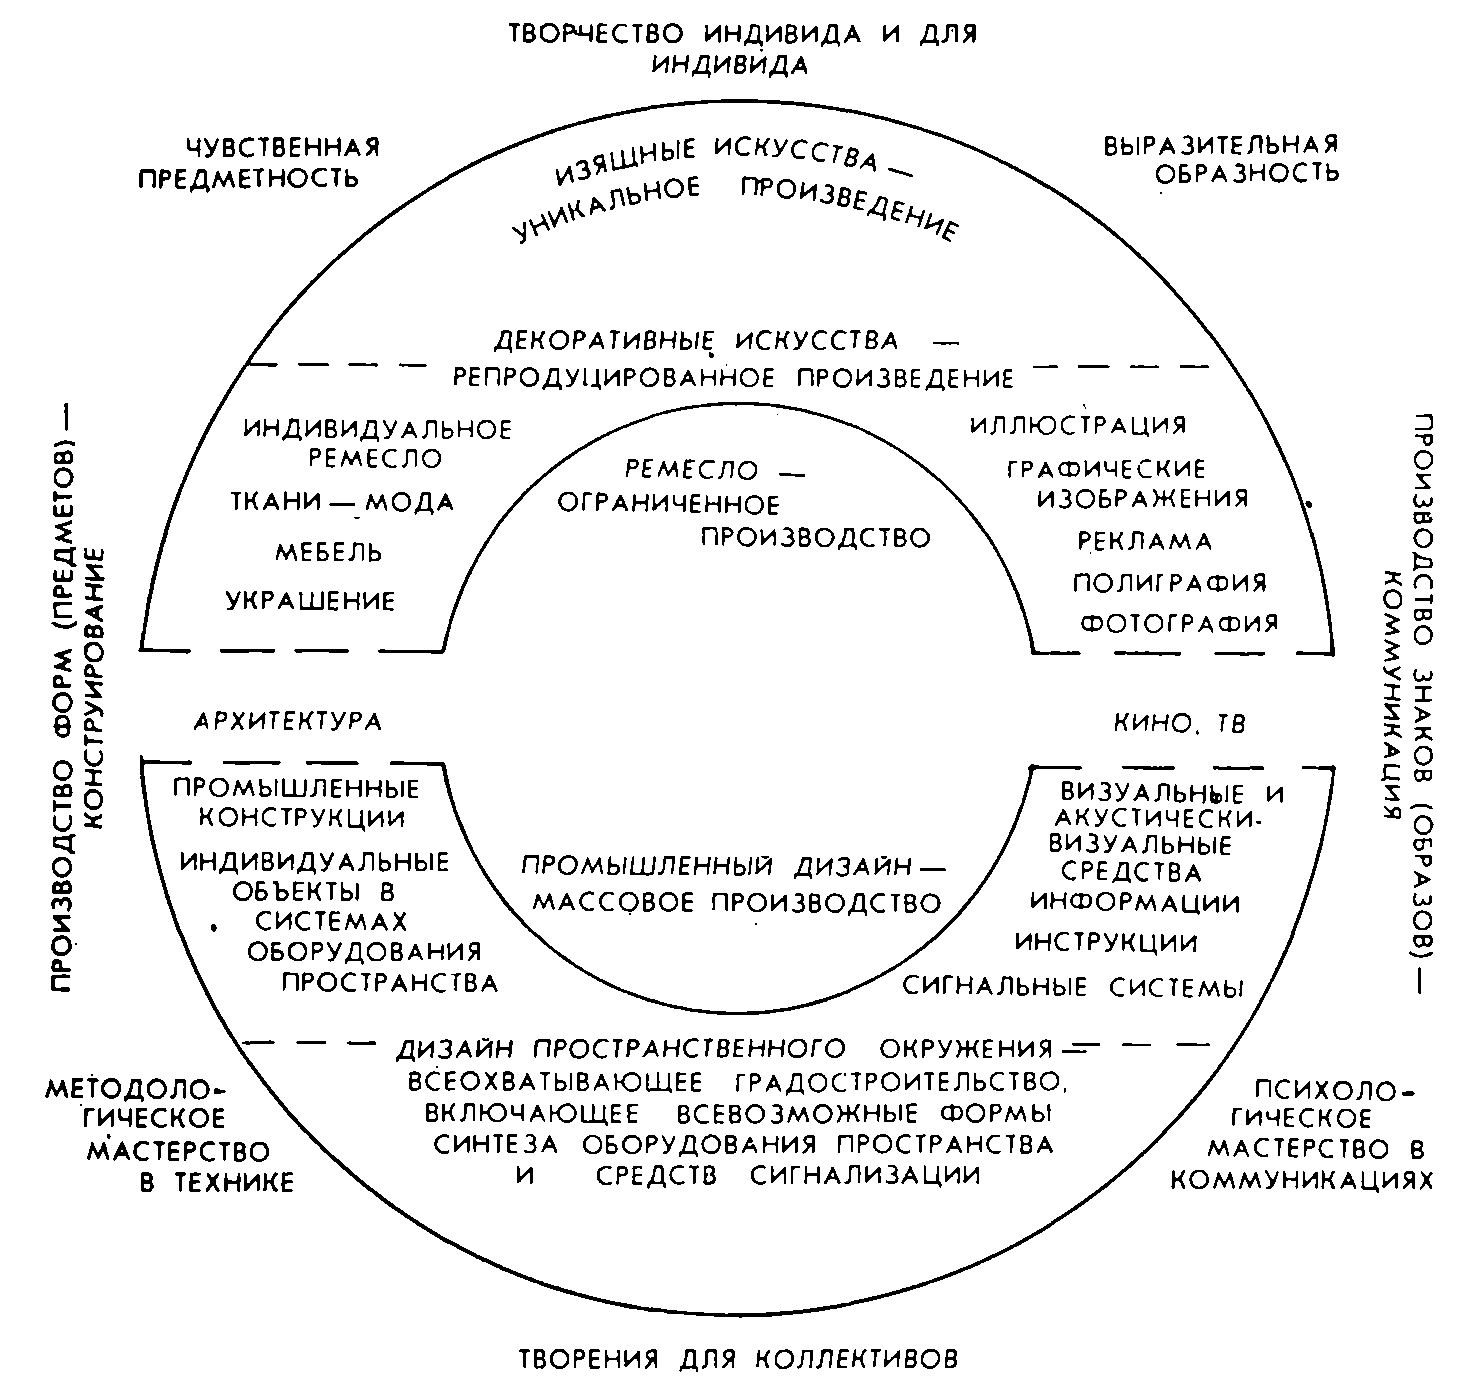 ТВОРЧЕСТВО ИНДИВИДА И ДЛЯ
ИНДИВИДА
ЧУВСТВЕННАЯ
ПРЕДМЕТНОСТЬ
ВЫРАЗИТЕЛЬНАЯ
ОБРАЗНОСТЬ
ИЗЯЩНЫЕ ИСКУССТВА —
УНИКАЛЬНОЕ ПРОИЗВЕДЕНИЕ
ДЕКОРАТИВНЫЕ ИСКУССТВА —
РЕПРОДУЦИРОВАННОЕ ПРОИЗВЕДЕНИЕ
ПРОИЗВОДСТВО ФОРМ (ПРЕДМЕТОВ) —
КОНСТРУИРОВАНИЕ
ИНДИВИДУАЛЬНОЕ
РЕМЕСЛО
ТКАНИ — МОДА
МЕБЕЛЬ
УКРАШЕНИЕ
РЕМЕСЛО —
ОГРАНИЧЕННОЕ
ПРОИЗВОДСТВО
ИЛЛЮСТРАЦИЯ
ГРАФИЧЕСКИЕ
ИЗОБРАЖЕНИЯ
РЕКЛАМА
ПОЛИГРАФИЯ
ФОТОГРАФИЯ
ПРОИЗВОДСТВО ЗНАКОВ (ОБРАЗОВ) —
КОММУНИКАЦИЯ
АРХИТЕКТУРА
КИНО, ТВ
ПРОМЫШЛЕННЫЕ
КОНСТРУКЦИИ
ИНДИВИДУАЛЬНЫЕ
ОБЪЕКТЫ В
СИСТЕМАХ
ОБОРУДОВАНИЯ
ПРОСТРАНСТВА
ПРОМЫШЛЕННЫЙ ДИЗАЙН —
МАССОВОЕ ПРОИЗВОДСТВО
ВИЗУАЛЬНЫЕ И
АКУСТИЧЕСКИ-
ВИЗУАЛЬНЫЕ
СРЕДСТВА
ИНФОРМАЦИИ
ИНСТРУКЦИИ
СИГНАЛЬНЫЕ СИСТЕМЫ
ДИЗАЙН ПРОСТРАНСТВЕННОГО ОКРУЖЕНИЯ —
ВСЕОХВАТЫВАЮЩЕЕ ГРАДОСТРОИТЕЛЬСТВО,
ВКЛЮЧАЮЩЕЕ ВСЕВОЗМОЖНЫЕ ФОРМЫ
СИНТЕЗА ОБОРУДОВАНИЯ ПРОСТРАНСТВА
И СРЕДСТВ СИГНАЛИЗАЦИИ
МЕТОДОЛО-
ГИЧЕСКОЕ
МАСТЕРСТВО
В ТЕХНИКЕ
ПСИХОЛО-
ГИЧЕСКОЕ
МАСТЕРСТВО В
КОММУНИКАЦИЯХ
ТВОРЕНИЯ ДЛЯ КОЛЛЕКТИВОВ